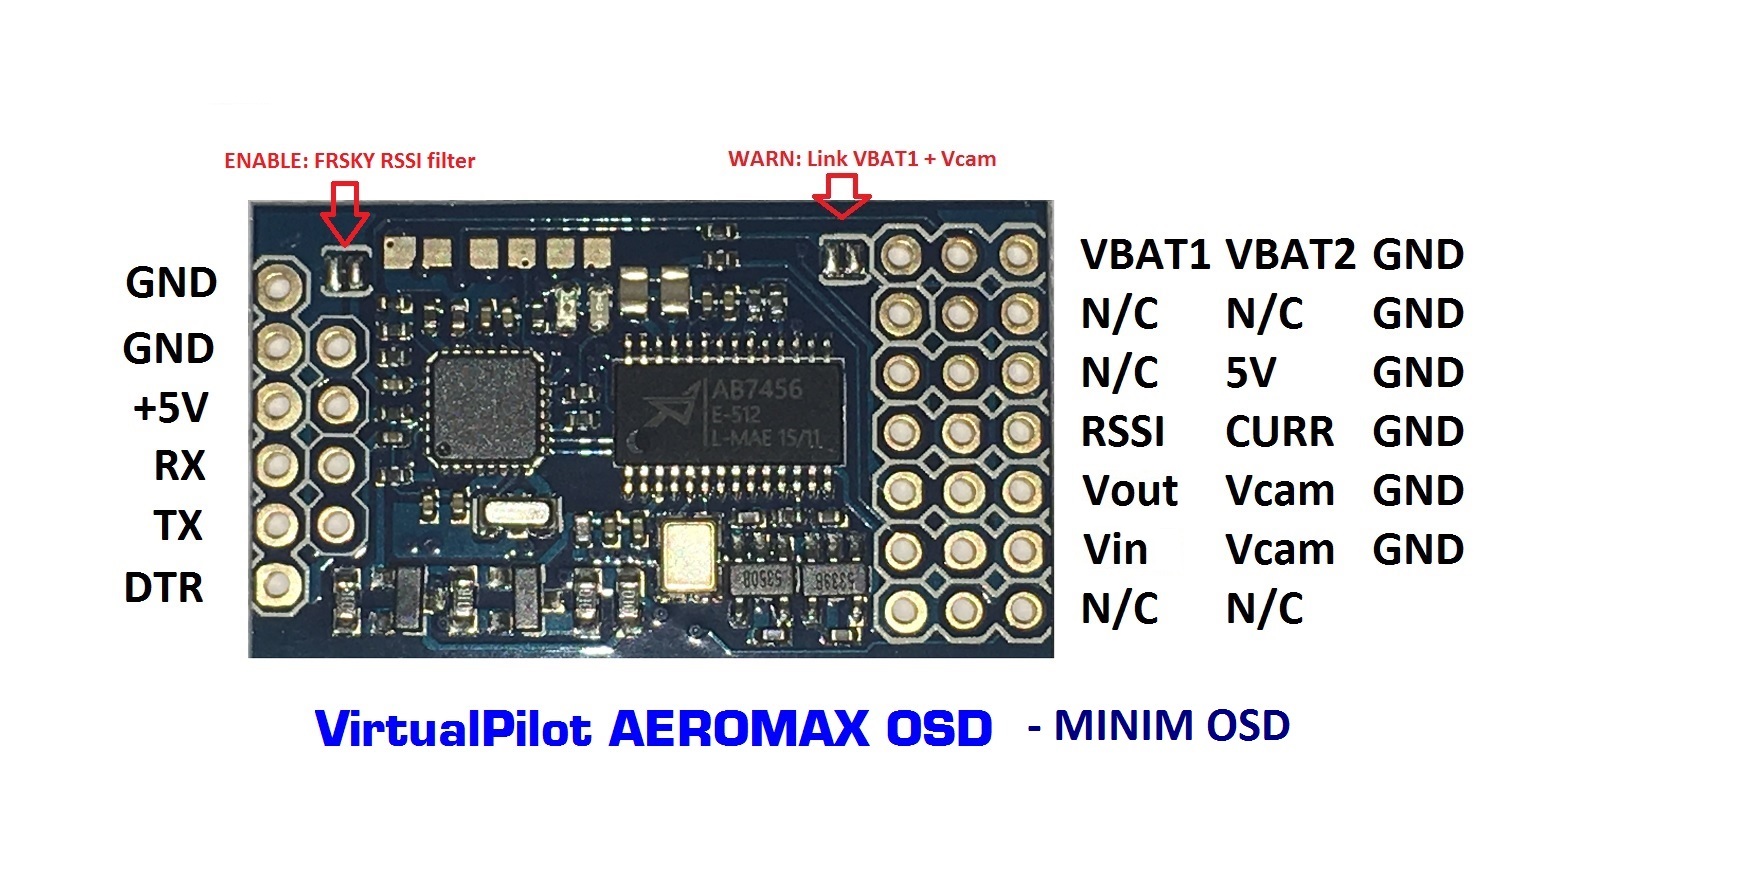 ENABLE: FRSKY RSSI filter
WARN: Link VBAT1 + Vcam
GND
GND
+5V
RX
TX
DTR
AB7456
E-512
L-MAE 15/11
5350B
5339B
VBAT1 VBAT2 GND
N/C N/C GND
N/C 5V GND
RSSI CURR GND
Vout Vcam GND
Vin Vcam GND
N/C N/C
VirtualPilot AEROMAX OSD - MINIM OSD